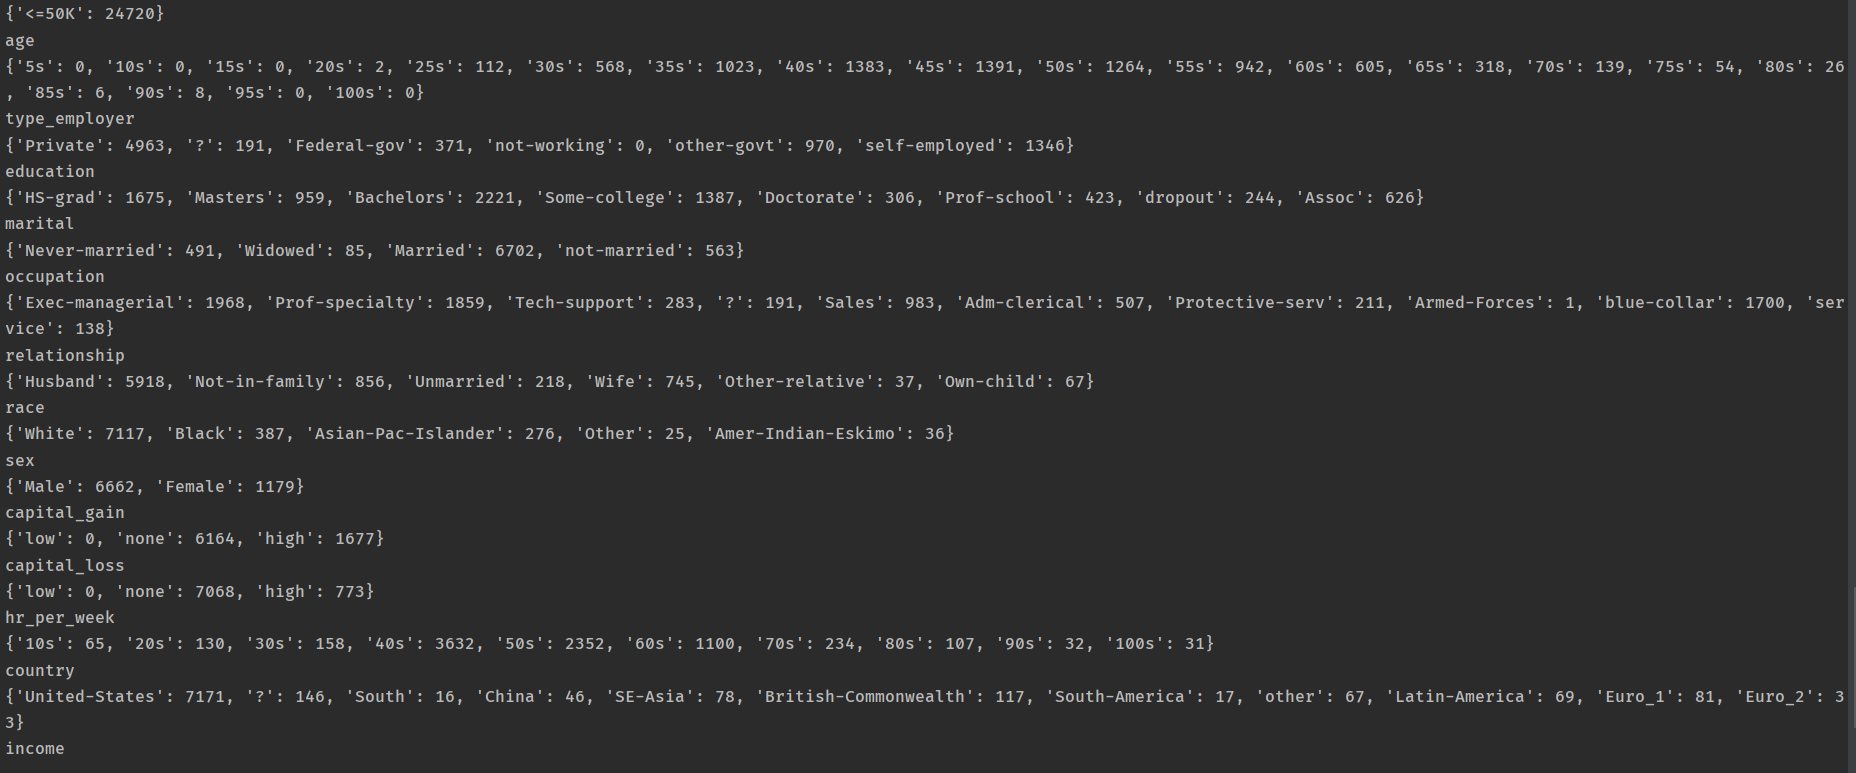 {'<=50K': 24720}
age
{'5s': 0, '10s': 0, '15s': 0, '20s': 2, '25s': 112, '30s': 568, '35s': 1023, '40s': 1383, '45s': 1391, '50s': 1264, '55s': 942, '60s': 605, '65s': 318, '70s': 139, '75s': 54, '80s': 26
, '85s': 6, '90s': 8, '95s': 0, '100s': 0}
type_employer
{'Private': 4963, '?': 191, 'Federal-gov': 371, 'not-working': 0, 'other-govt': 970, 'self-employed': 1346}
education
{'HS-grad': 1675, 'Masters': 959, 'Bachelors': 2221, 'Some-college': 1387, 'Doctorate': 306, 'Prof-school': 423, 'dropout': 244, 'Assoc': 626}
marital
{'Never-married': 491, 'Widowed': 85, 'Married': 6702, 'not-married': 563}
occupation
{'Exec-managerial': 1968, 'Prof-specialty': 1859, 'Tech-support': 283, '?': 191, 'Sales': 983, 'Adm-clerical': 507, 'Protective-serv': 211, 'Armed-Forces': 1, 'blue-collar': 1700, 'ser
vice': 138}
relationship
{'Husband': 5918, 'Not-in-family': 856, 'Unmarried': 218, 'Wife': 745, 'Other-relative': 37, 'Own-child': 67}
race
{'White': 7117, 'Black': 387, 'Asian-Pac-Islander': 276, 'Other': 25, 'Amer-Indian-Eskimo': 36}
sex
{'Male': 6662, 'Female': 1179}
capital_gain
{'low': 0, 'none': 6164, 'high': 1677}
capital_loss
{'low': 0, 'none': 7068, 'high': 773}
hr_per_week
{'10s': 65, '20s': 130, '30s': 158, '40s': 3632, '50s': 2352, '60s': 1100, '70s': 234, '80s': 107, '90s': 32, '100s': 31}
country
{'United-States': 7171, '?': 146, 'South': 16, 'China': 46, 'SE-Asia': 78, 'British-Commonwealth': 117, 'South-America': 17, 'other': 67, 'Latin-America': 69, 'Euro_1': 81, 'Euro_2': 3
3}
income